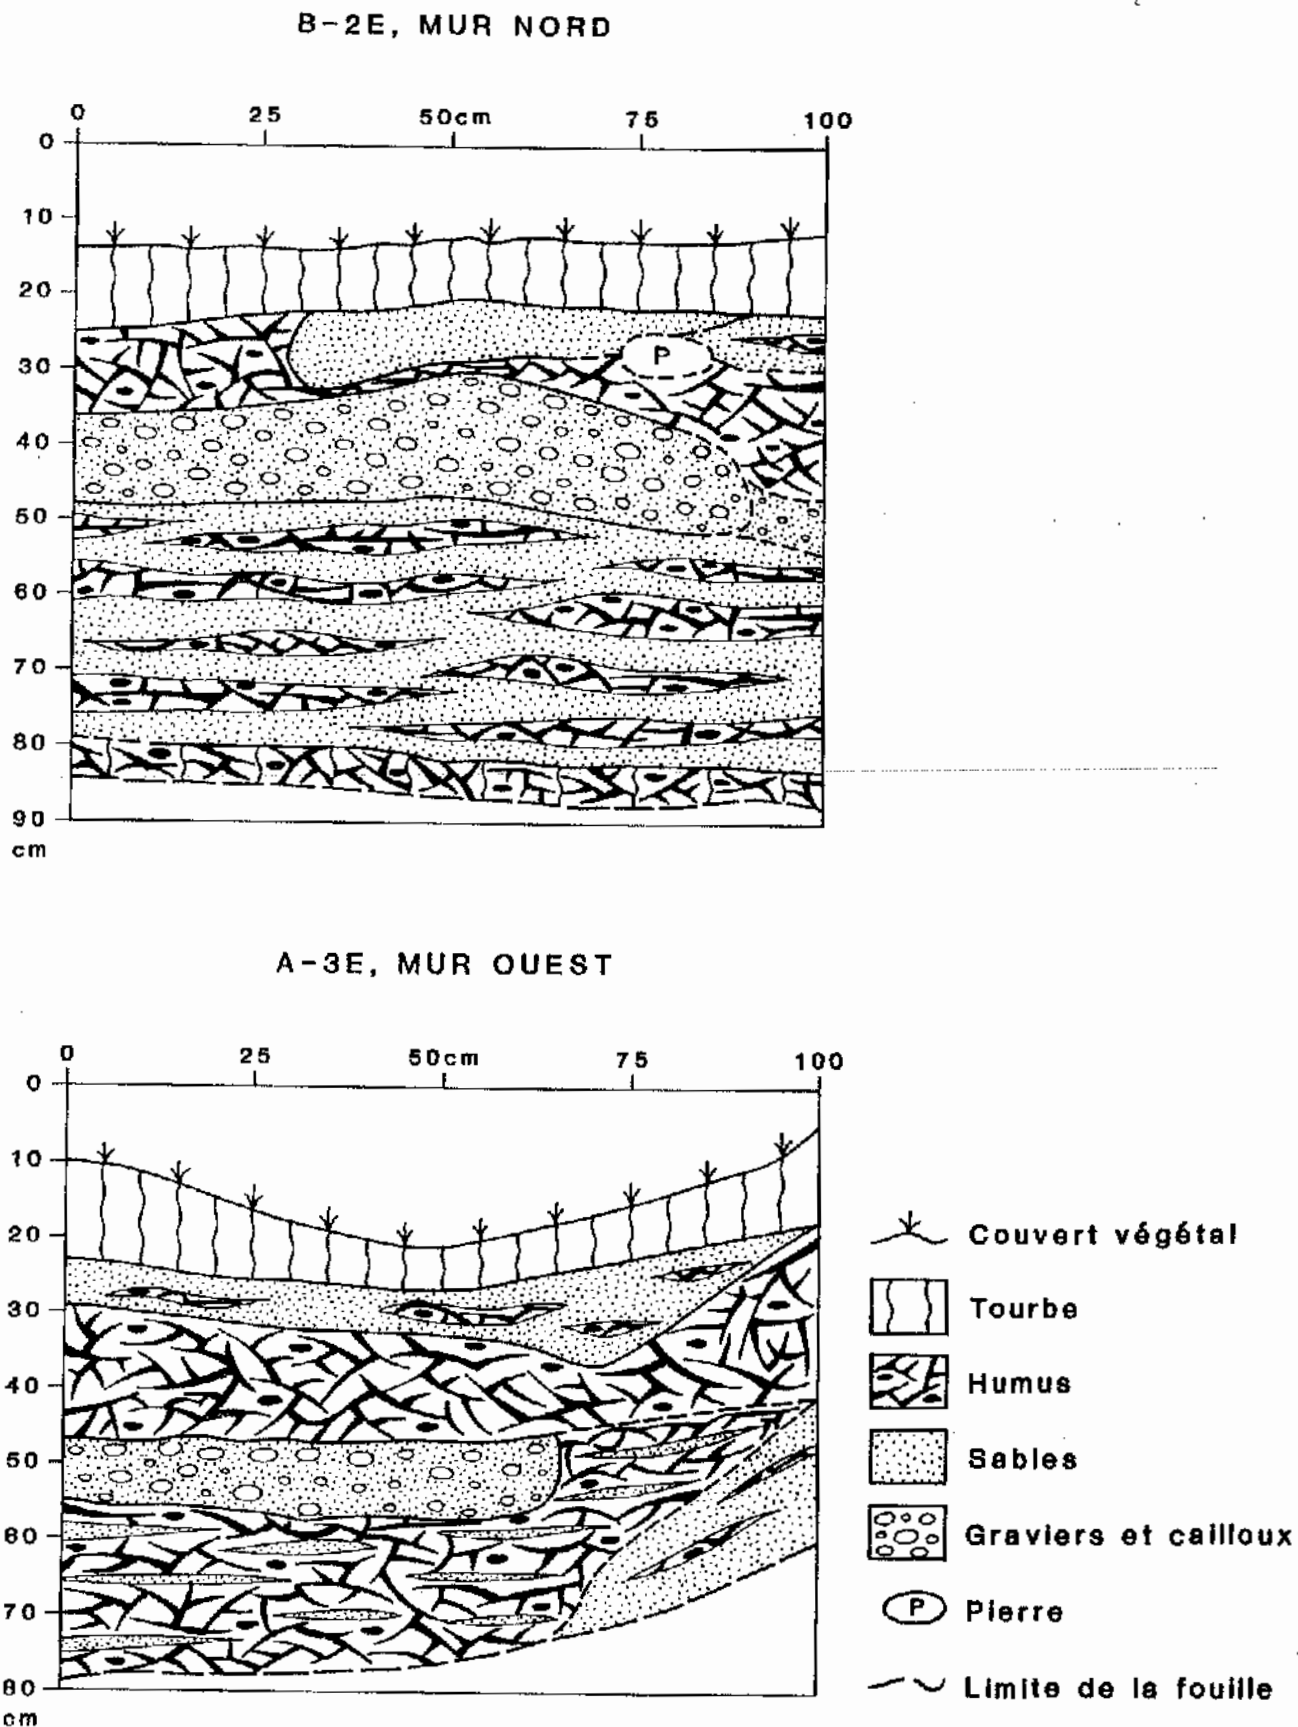 B-2E, MUR NORD
0 25 50cm 75 100
0
10
20
30
P
40
50
60
70
80
90
cm
A-3E, MUR OUEST
0 25 50cm 75 100
0
10
20
30
40
50
60
70
80
cm
Couvert végétal
Tourbe
Humus
Sables
Graviers et cailloux
P Pierre
Limite de la fouille